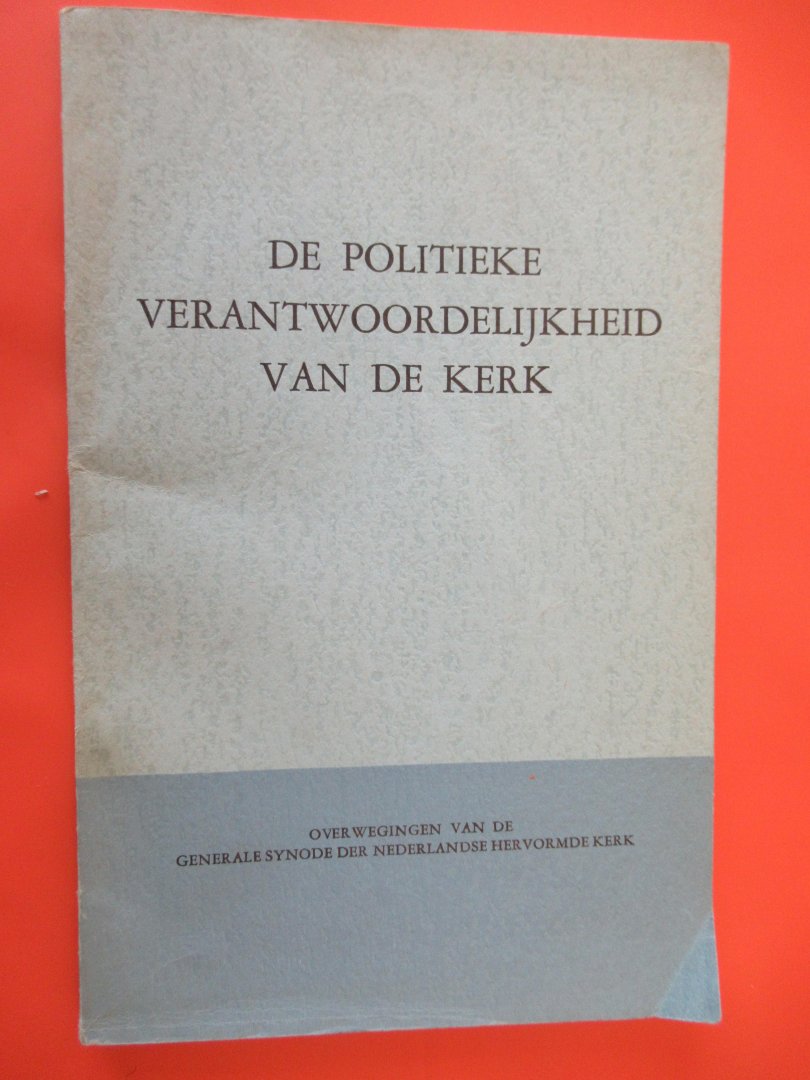 DE POLITIEKE
VERANTWOORDELIJKHEID
VAN DE KERK
OVERWEGINGEN VAN DE
GENERALE SYNODE DER NEDERLANDSE HERVORMDE KERK